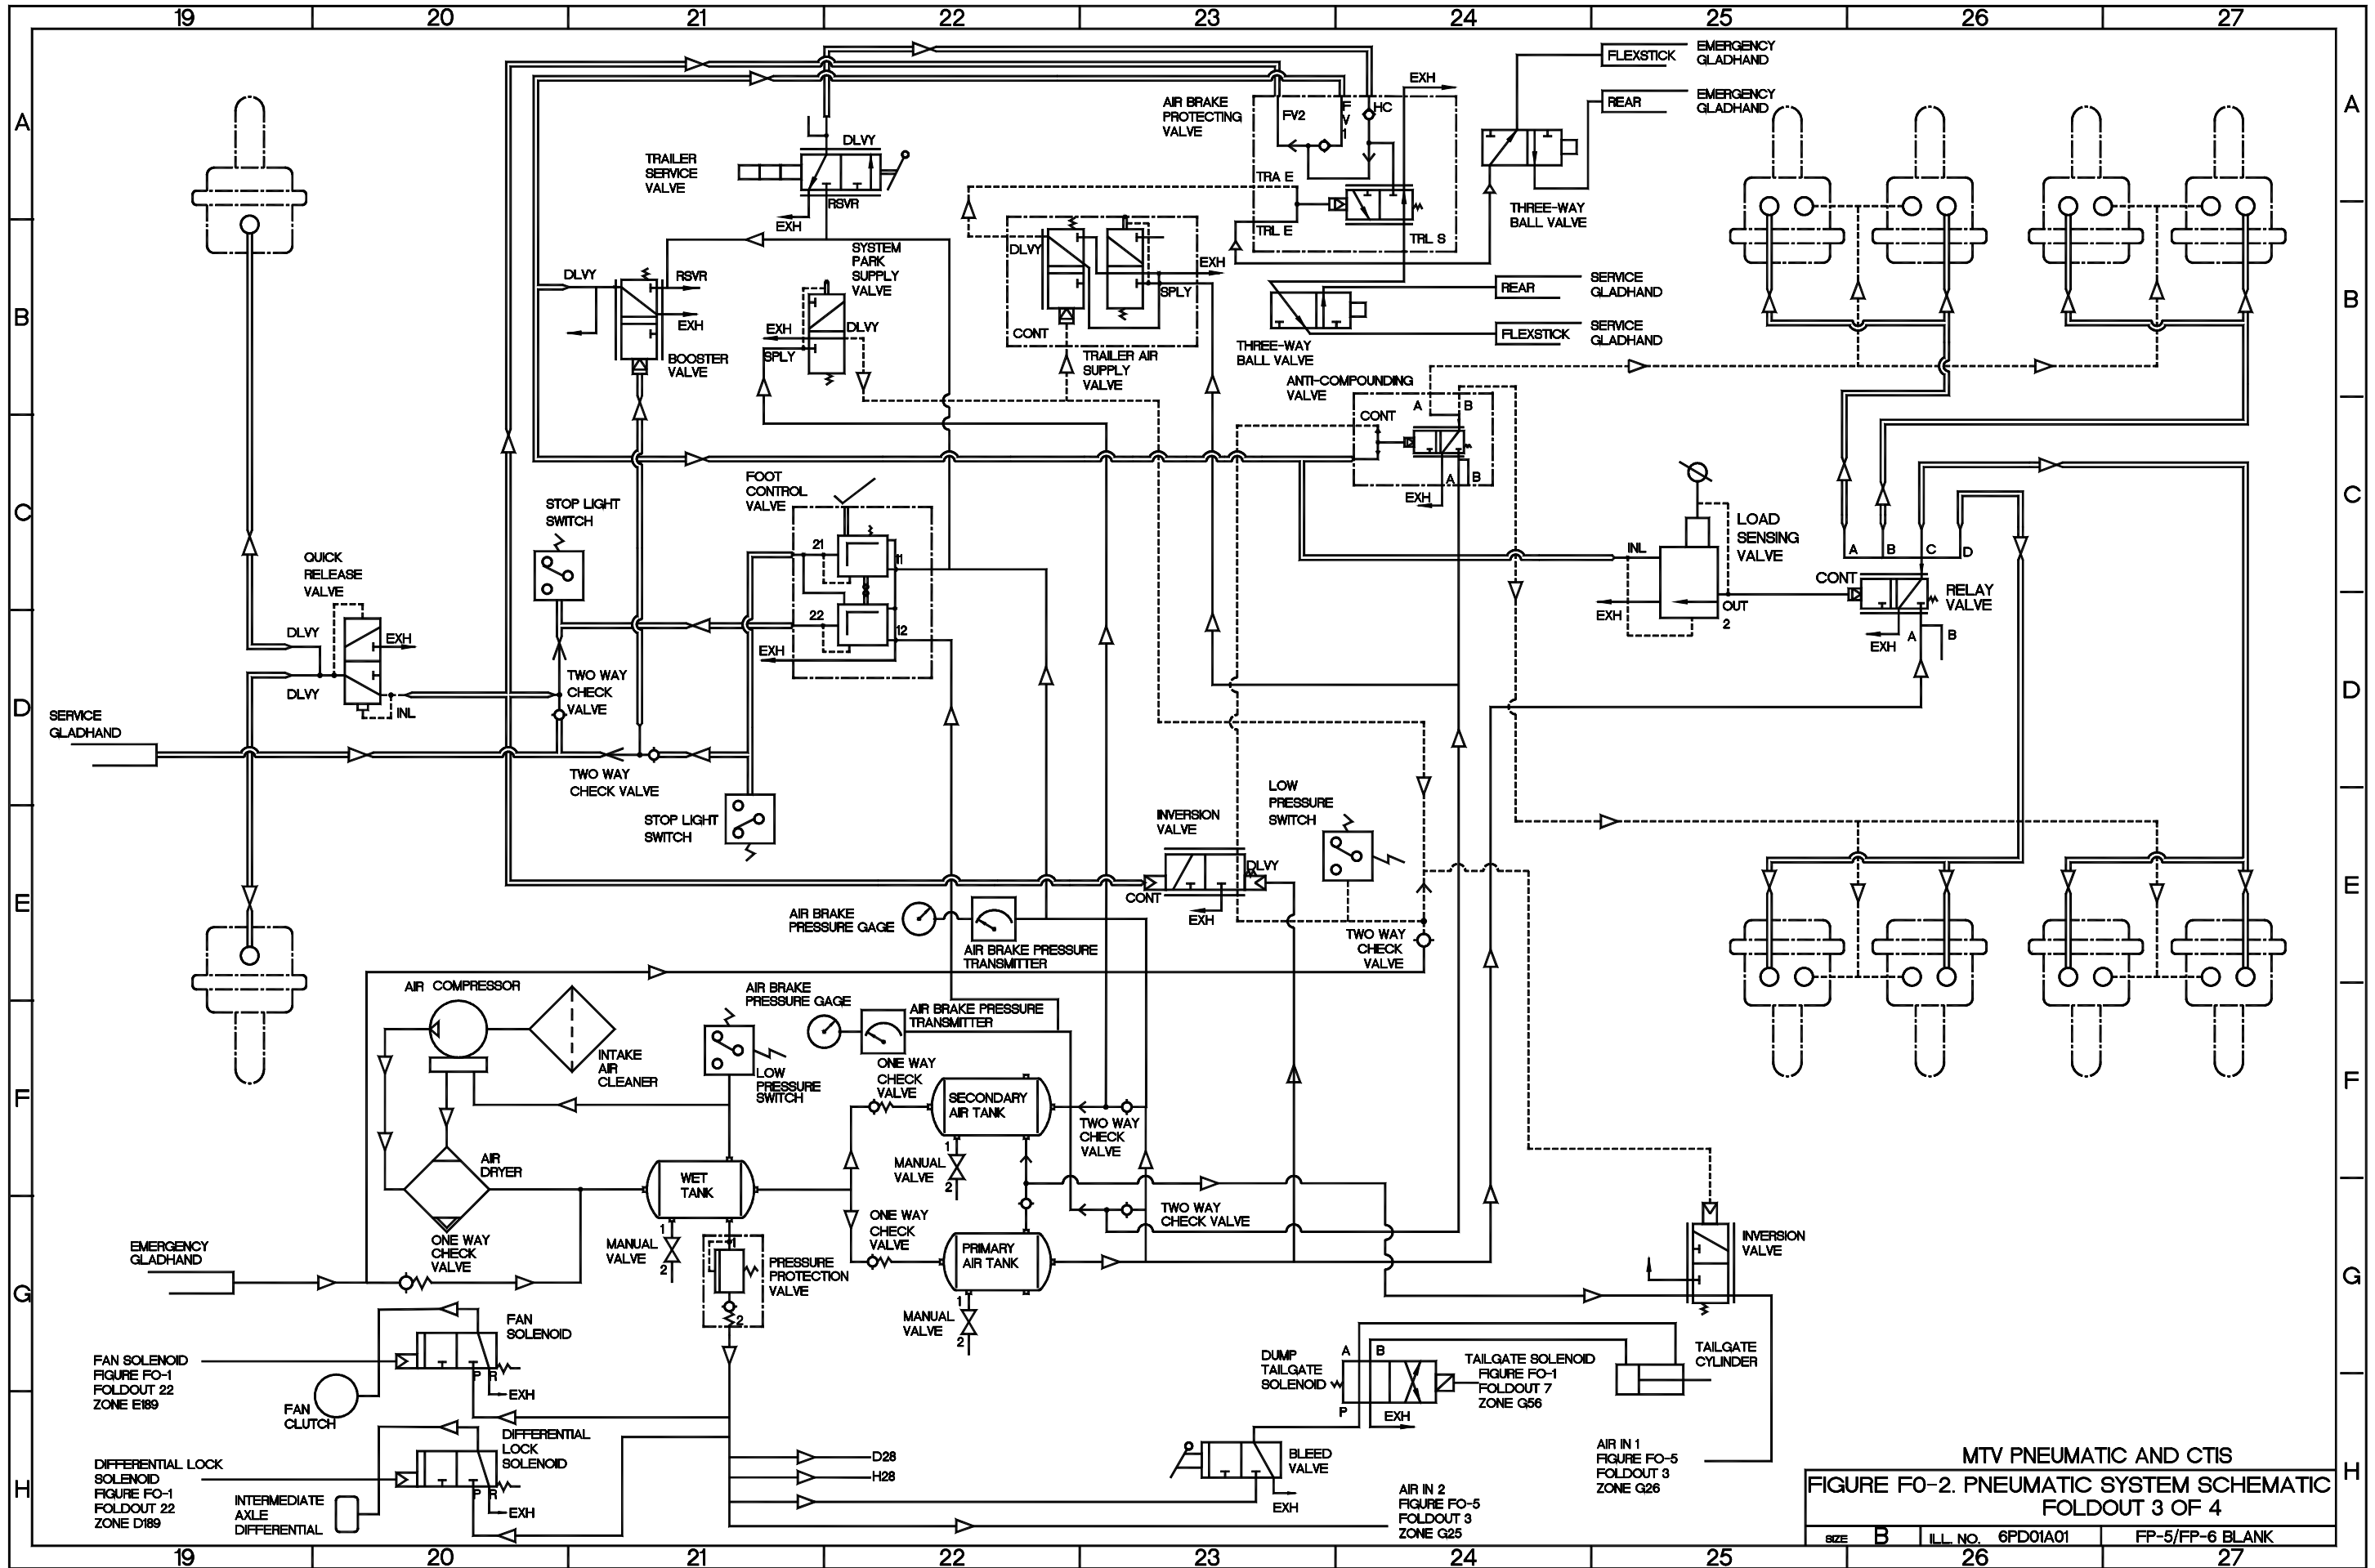 19 20 21 22 23 24 25 26 27
FLEXSTICK
EMERGENCY
GLADHAND
EXH
AIR BRAKE
PROTECTING
VALVE
FV2
F
V
1
HC
REAR
EMERGENCY
GLADHAND
A
A
DLVY
TRAILER
SERVICE
VALVE
RSVR
EXH
TRA E
TRL E
TRL S
THREE-WAY
BALL VALVE
SYSTEM
PARK
SUPPLY
VALVE
DLVY
RSVR
EXH
BOOSTER
VALVE
EXH
DLVY
SPLY
DLVY
EXH
SPLY
CONT
TRAILER AIR
SUPPLY
VALVE
REAR
SERVICE
GLADHAND
FLEXSTICK
SERVICE
GLADHAND
THREE-WAY
BALL VALVE
B
B
ANTI-COMPOUNDING
VALVE
A
B
CONT
A
B
EXH
FOOT
CONTROL
VALVE
21
11
22
12
EXH
STOP LIGHT
SWITCH
C
C
LOAD
SENSING
VALVE
INL
EXH
OUT
2
A
B
C
D
CONT
RELAY
VALVE
A
B
EXH
QUICK
RELEASE
VALVE
DLVY
EXH
DLVY
INL
TWO WAY
CHECK
VALVE
D
D
SERVICE
GLADHAND
TWO WAY
CHECK VALVE
STOP LIGHT
SWITCH
INVERSION
VALVE
DLVY
CONT
EXH
LOW
PRESSURE
SWITCH
E
E
AIR BRAKE
PRESSURE GAGE
AIR BRAKE PRESSURE
TRANSMITTER
TWO WAY
CHECK
VALVE
AIR COMPRESSOR
AIR BRAKE
PRESSURE GAGE
AIR BRAKE PRESSURE
TRANSMITTER
INTAKE
AIR
CLEANER
LOW
PRESSURE
SWITCH
ONE WAY
CHECK
VALVE
SECONDARY
AIR TANK
TWO WAY
CHECK
VALVE
F
F
AIR
DRYER
WET
TANK
MANUAL
VALVE
1
2
ONE WAY
CHECK
VALVE
TWO WAY
CHECK VALVE
ONE WAY
CHECK
VALVE
MANUAL
VALVE
1
2
PRIMARY
AIR TANK
INVERSION
VALVE
EMERGENCY
GLADHAND
1
2
PRESSURE
PROTECTION
VALVE
G
G
MANUAL
VALVE
1
2
FAN
SOLENOID
FAN SOLENOID
FIGURE FO-1
FOLDOUT 22
ZONE E189
P R
EXH
FAN
CLUTCH
DUMP
TAILGATE
SOLENOID
A
B
P
EXH
TAILGATE SOLENOID
FIGURE FO-1
FOLDOUT 7
ZONE G56
TAILGATE
CYLINDER
DIFFERENTIAL
LOCK
SOLENOID
DIFFERENTIAL LOCK
SOLENOID
FIGURE FO-1
FOLDOUT 22
ZONE D189
P R
EXH
INTERMEDIATE
AXLE
DIFFERENTIAL
D28
H28
BLEED
VALVE
EXH
AIR IN 2
FIGURE FO-5
FOLDOUT 3
ZONE G25
AIR IN 1
FIGURE FO-5
FOLDOUT 3
ZONE G26
H
H
MTV PNEUMATIC AND CTIS
FIGURE FO-2. PNEUMATIC SYSTEM SCHEMATIC
FOLDOUT 3 OF 4
SIZE B ILL. NO. 6PD01A01 FP-5/FP-6 BLANK
19 20 21 22 23 24 25 26 27